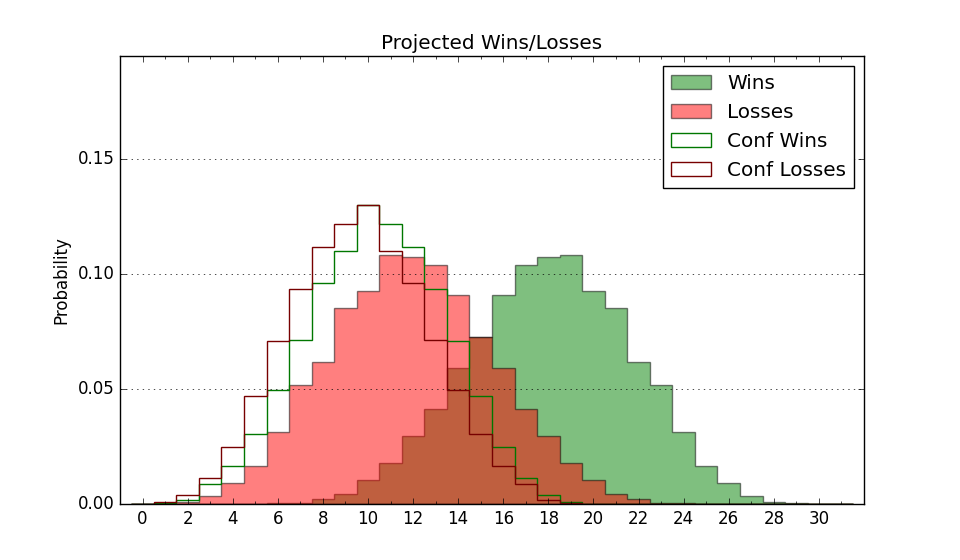 Projected Wins/Losses
Wins
Losses
Conf Wins
Conf Losses
Probability
0.15
0.10
0.05
0.00
0 2 4 6 8 10 12 14 16 18 20 22 24 26 28 30